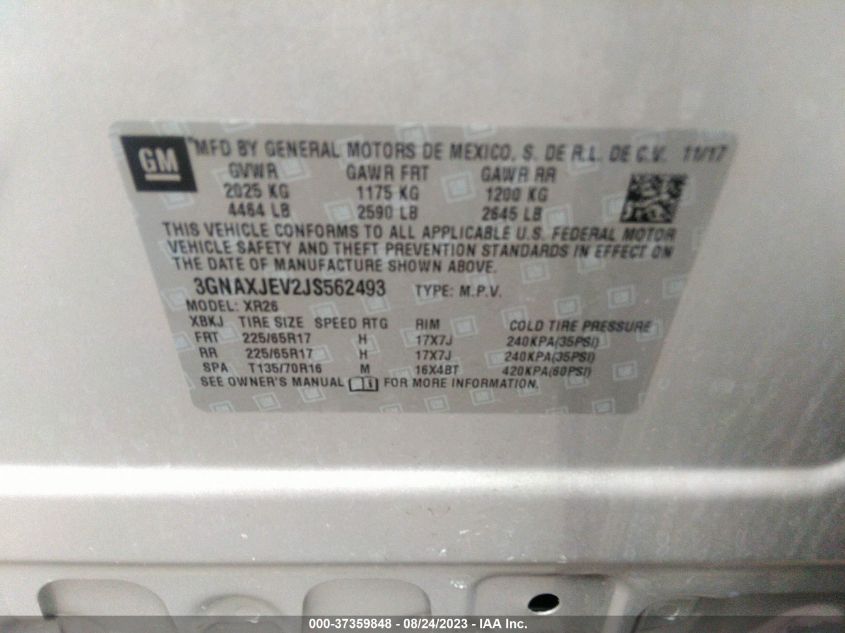 GM
MFD BY GENERAL MOTORS DE MEXICO, S. DE R.L. DE C.V. 11/17
GVWR GAWR FRT GAWR RR
2025 KG 1175 KG 1200 KG
4464 LB 2590 LB 2645 LB
THIS VEHICLE CONFORMS TO ALL APPLICABLE U.S. FEDERAL MOTOR
VEHICLE SAFETY AND THEFT PREVENTION STANDARDS IN EFFECT ON
THE DATE OF MANUFACTURE SHOWN ABOVE.
3GNAXJEV2JS562493 TYPE: M.P.V.
MODEL: XR26
XBKJ TIRE SIZE SPEED RTG RIM COLD TIRE PRESSURE
FRT 225/65R17 H 17X7J 240KPA(35PSI)
RR 225/65R17 H 17X7J 240KPA(35PSI)
SPA T135/70R16 M 16X4BT 420KPA(60PSI)
SEE OWNER'S MANUAL FOR MORE INFORMATION.
000-37359848 - 08/24/2023 - IAA Inc.